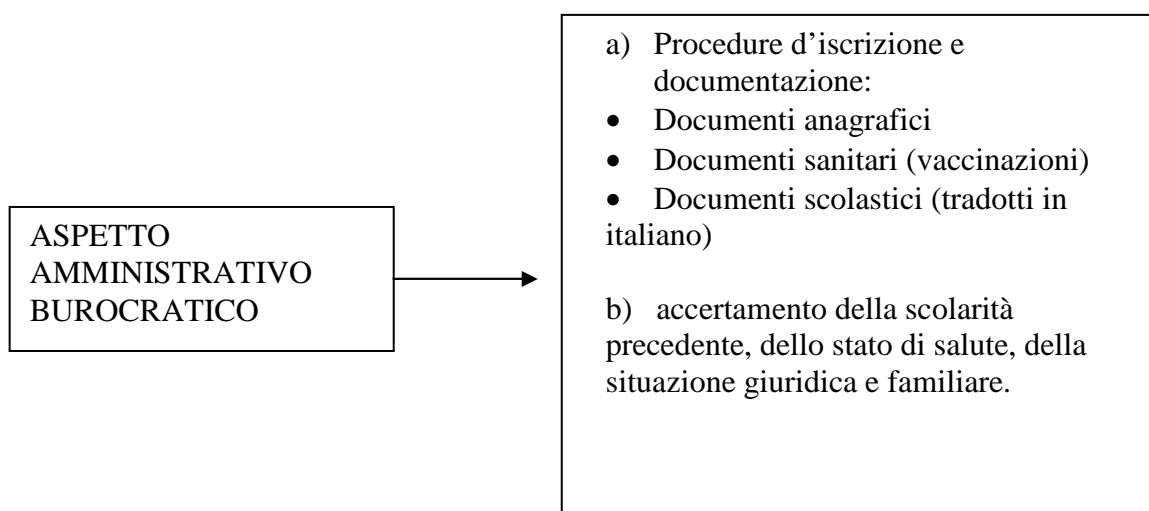 ASPETTO
AMMINISTRATIVO
BUROCRATICO
a) Procedure d'iscrizione e
documentazione:
• Documenti anagrafici
• Documenti sanitari (vaccinazioni)
• Documenti scolastici (tradotti in
italiano)
b) accertamento della scolarità
precedente, dello stato di salute, della
situazione giuridica e familiare.